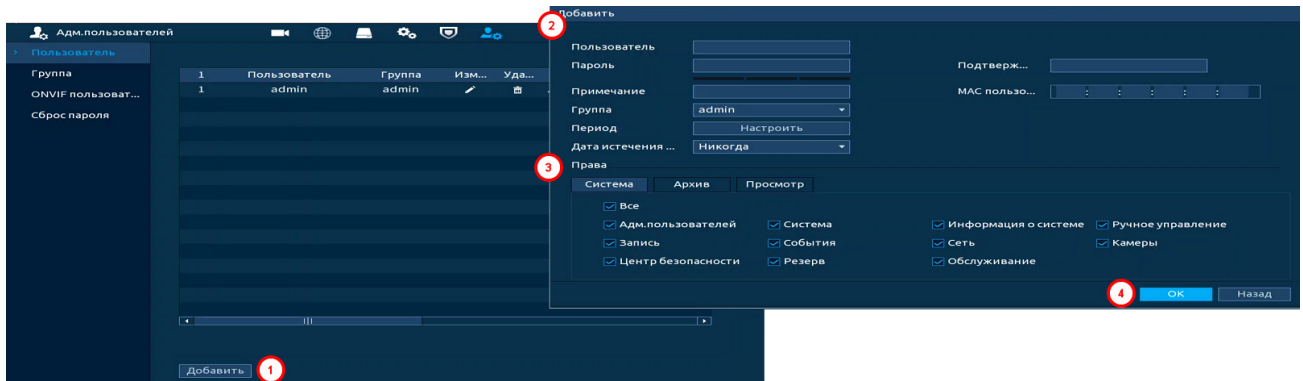 Адм.пользователей
Пользователь
Группа
ONVIF пользоват...
Сброс пароля
1 Пользователь Группа Изм... Уда...
1 admin admin
Добавить 1
Добавить
2
Пользователь
Пароль Подтверж...
Примечание MAC пользо... : : : : :
Группа admin
Период Настроить
Дата истечения ... Никогда
3 Права
Система Архив Просмотр
Все
Адм.пользователей Система Информация о системе Ручное управление
Запись События Сеть Камеры
Центр безопасности Резерв Обслуживание
4 OK Назад